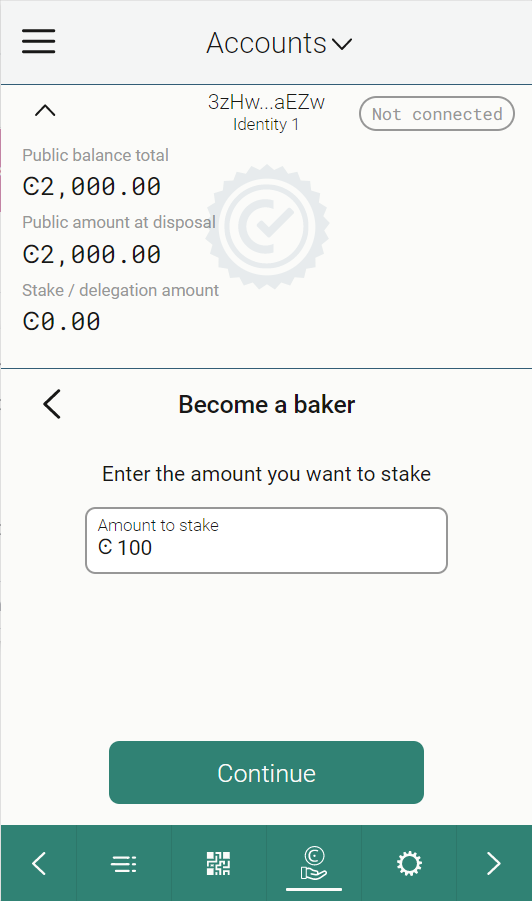 Accounts
3zHw...aEZw
Identity 1
Not connected
Public balance total
Ͼ2,000.00
Public amount at disposal
Ͼ2,000.00
Stake / delegation amount
Ͼ0.00
Become a baker
Enter the amount you want to stake
Amount to stake
Ͼ 100
Continue